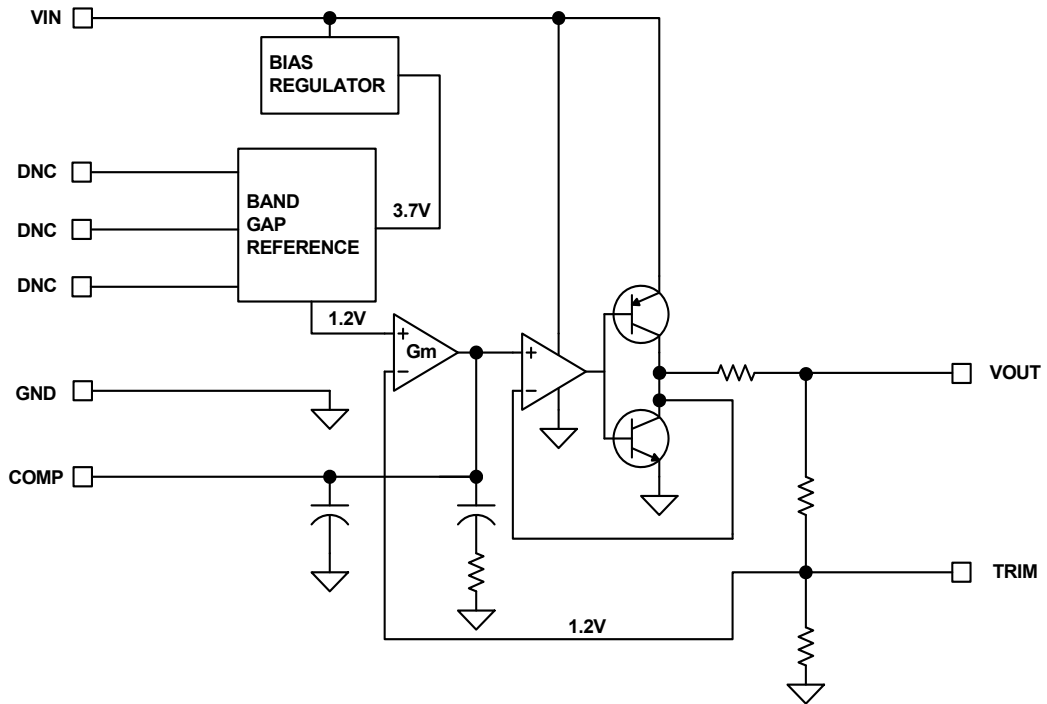 VIN
BIAS
REGULATOR
DNC
BAND
GAP
REFERENCE
3.7V
DNC
DNC
1.2V
+
Gm
–
+
–
VOUT
GND
COMP
TRIM
1.2V